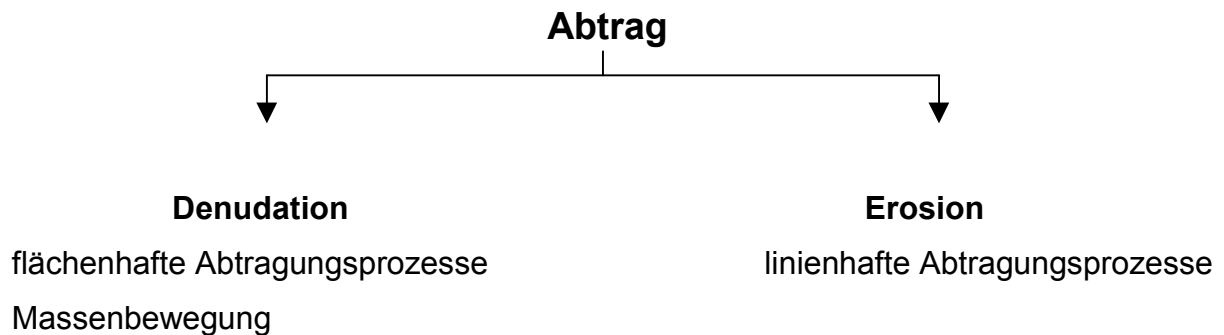 Abtrag
Denudation
flächenhafte Abtragungsprozesse
Massenbewegung
Erosion
linienhafte Abtragungsprozesse